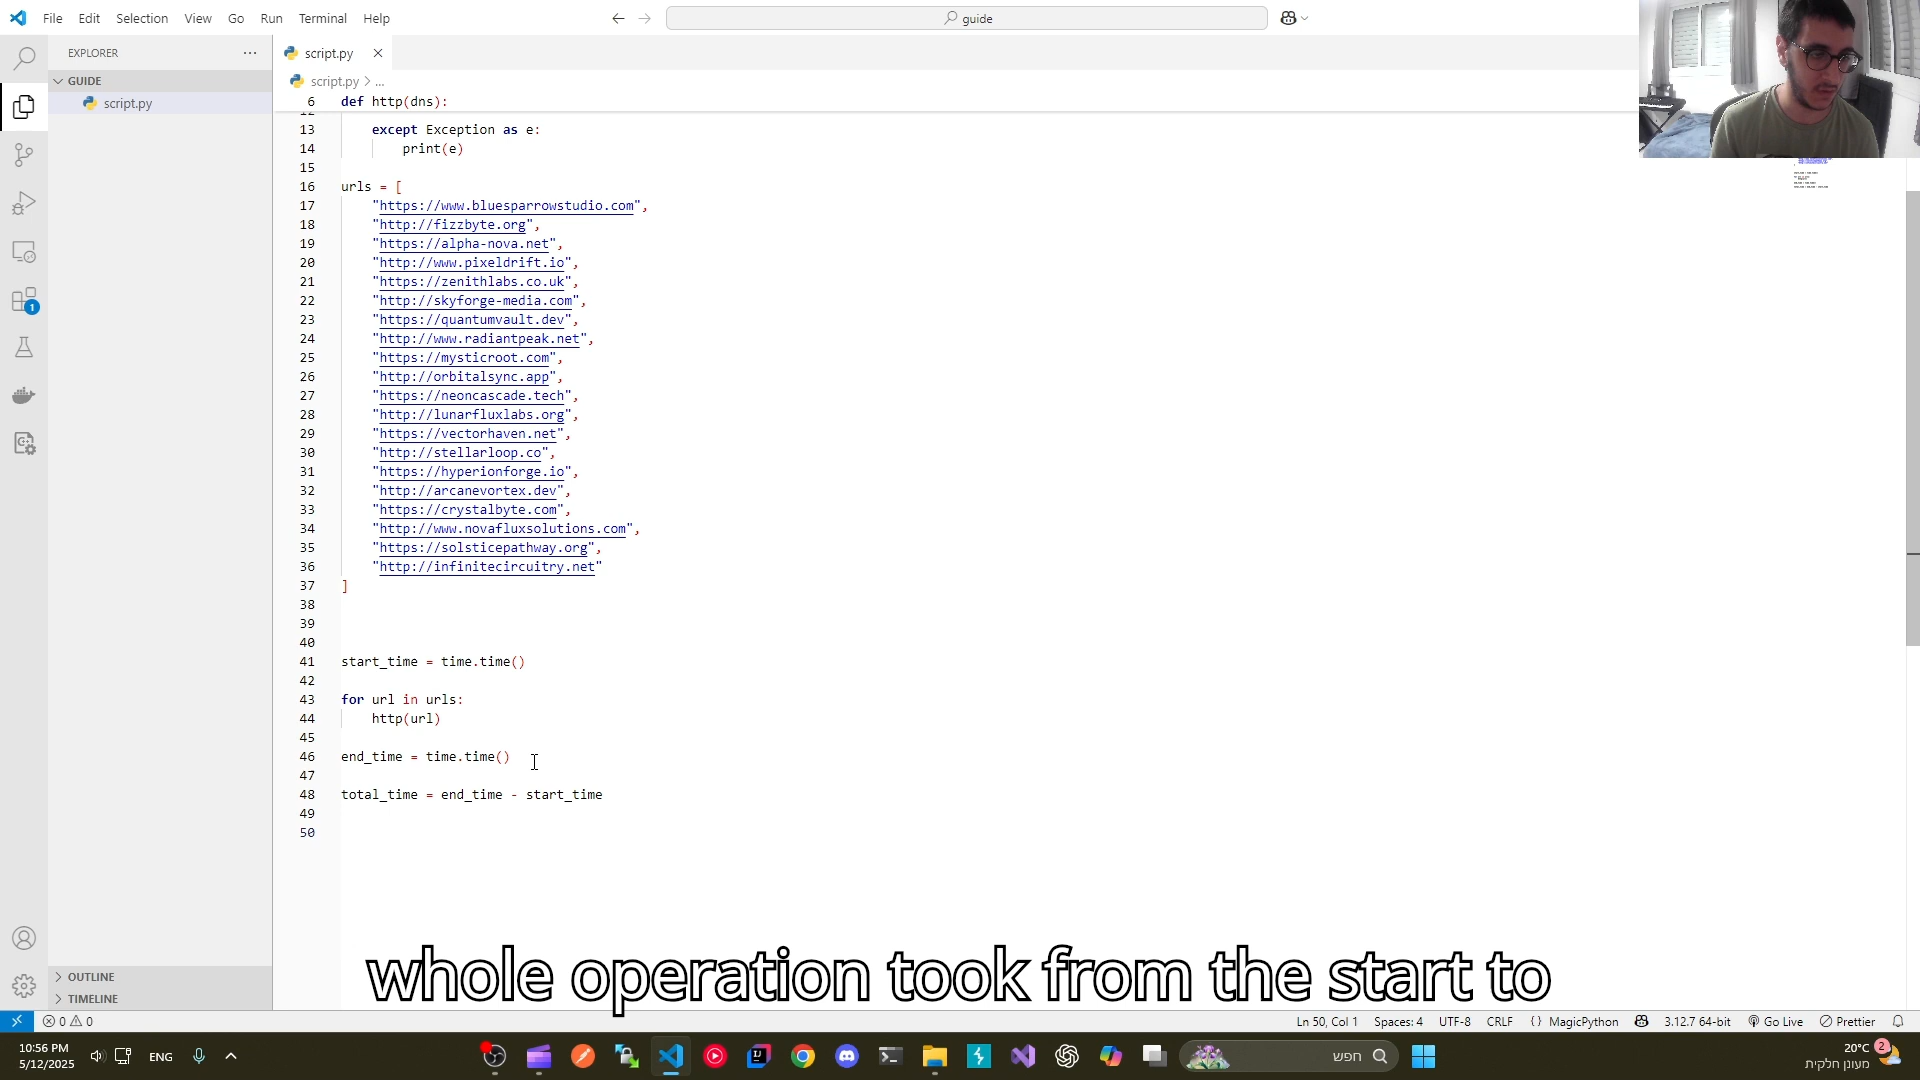 File Edit Selection View Go Run Terminal Help
guide
EXPLORER
GUIDE
script.py
script.py
script.py > ...
6 def http(dns):
13 except Exception as e:
14 print(e)
15
16 urls = [
17 "https://www.bluesparrowstudio.com",
18 "http://fizzbyte.org",
19 "https://alpha-nova.net",
20 "http://www.pixeldrift.io",
21 "https://zenithlabs.co.uk",
22 "http://skyforge-media.com",
23 "https://quantumvault.dev",
24 "http://www.radiantpeak.net",
25 "https://mysticroot.com",
26 "http://orbitalsync.app",
27 "https://neoncascade.tech",
28 "http://lunarfluxlabs.org",
29 "https://vectorhaven.net",
30 "http://stellarloop.co",
31 "https://hyperionforge.io",
32 "http://arcanevortex.dev",
33 "https://crystalbyte.com",
34 "http://www.novafluxsolutions.com",
35 "https://solsticepathway.org",
36 "http://infinitecircuitry.net"
37 ]
38
39
40
41 start_time = time.time()
42
43 for url in urls:
44 http(url)
45
46 end_time = time.time()
47
48 total_time = end_time - start_time
49
50
1
OUTLINE
TIMELINE
whole operation took from the start to
0 0
Ln 50, Col 1 Spaces: 4 UTF-8 CRLF { } MagicPython 3.12.7 64-bit Go Live Prettier
10:56 PM
5/12/2025
ENG
חפש
20°C
מעונן חלקית
2